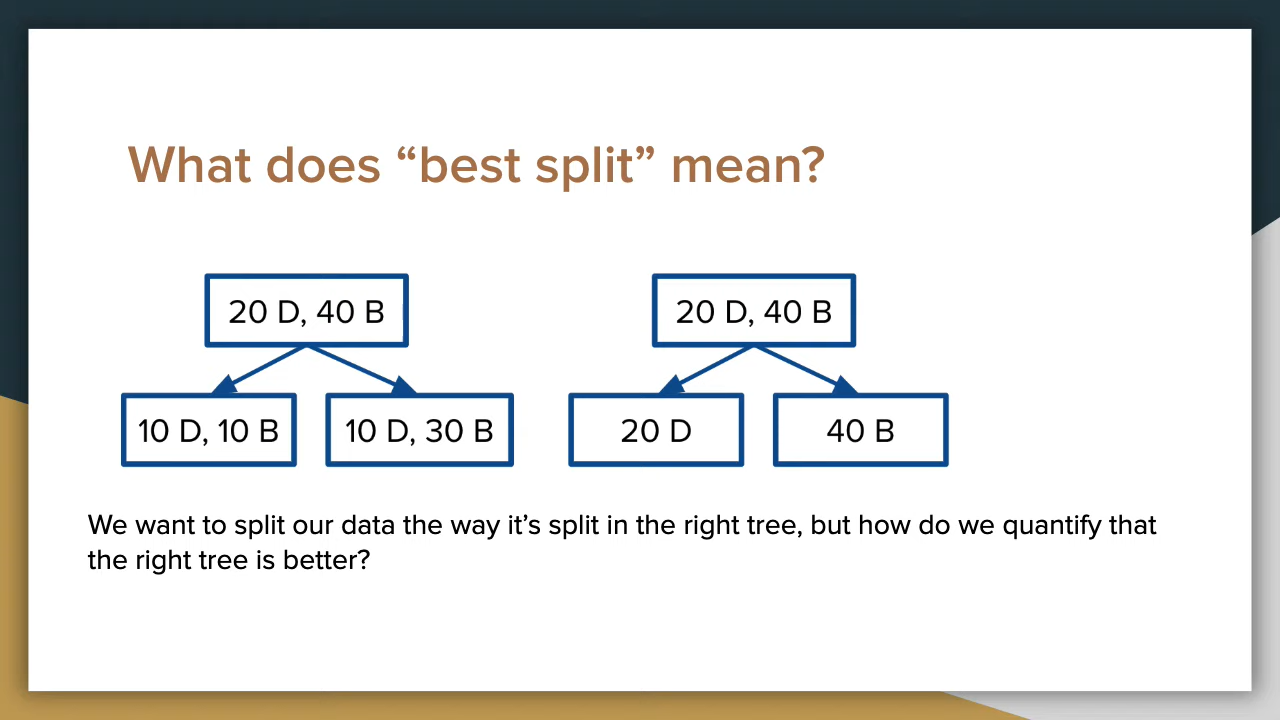 What does “best split” mean?
20 D, 40 B
20 D, 40 B
10 D, 10 B
10 D, 30 B
20 D
40 B
We want to split our data the way it’s split in the right tree, but how do we quantify that
the right tree is better?